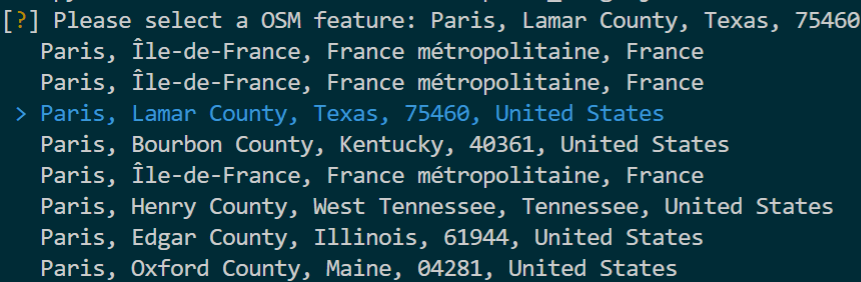 [?] Please select a OSM feature: Paris, Lamar County, Texas, 75460
Paris, Île-de-France, France métropolitaine, France
Paris, Île-de-France, France métropolitaine, France
> Paris, Lamar County, Texas, 75460, United States
Paris, Bourbon County, Kentucky, 40361, United States
Paris, Île-de-France, France métropolitaine, France
Paris, Henry County, West Tennessee, Tennessee, United States
Paris, Edgar County, Illinois, 61944, United States
Paris, Oxford County, Maine, 04281, United States